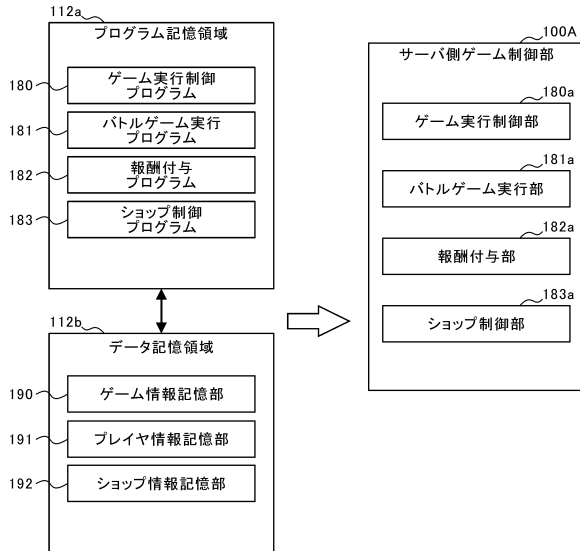 112a
プログラム記憶領域
180
ゲーム実行制御
プログラム
181
バトルゲーム実行
プログラム
182
報酬付与
プログラム
183
ショップ制御
プログラム
112b
データ記憶領域
190
ゲーム情報記憶部
191
プレイヤ情報記憶部
192
ショップ情報記憶部
100A
サーバ側ゲーム制御部
180a
ゲーム実行制御部
181a
バトルゲーム実行部
182a
報酬付与部
183a
ショップ制御部